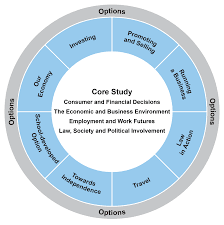 Options
Promoting
and Selling
Running
a Business
Law
in Action
Travel
Towards
Independence
School-developed
Option
Our
Economy
Investing
Options
Options
Options
Core Study
Consumer and Financial Decisions
The Economic and Business Environment
Employment and Work Futures
Law, Society and Political Involvement